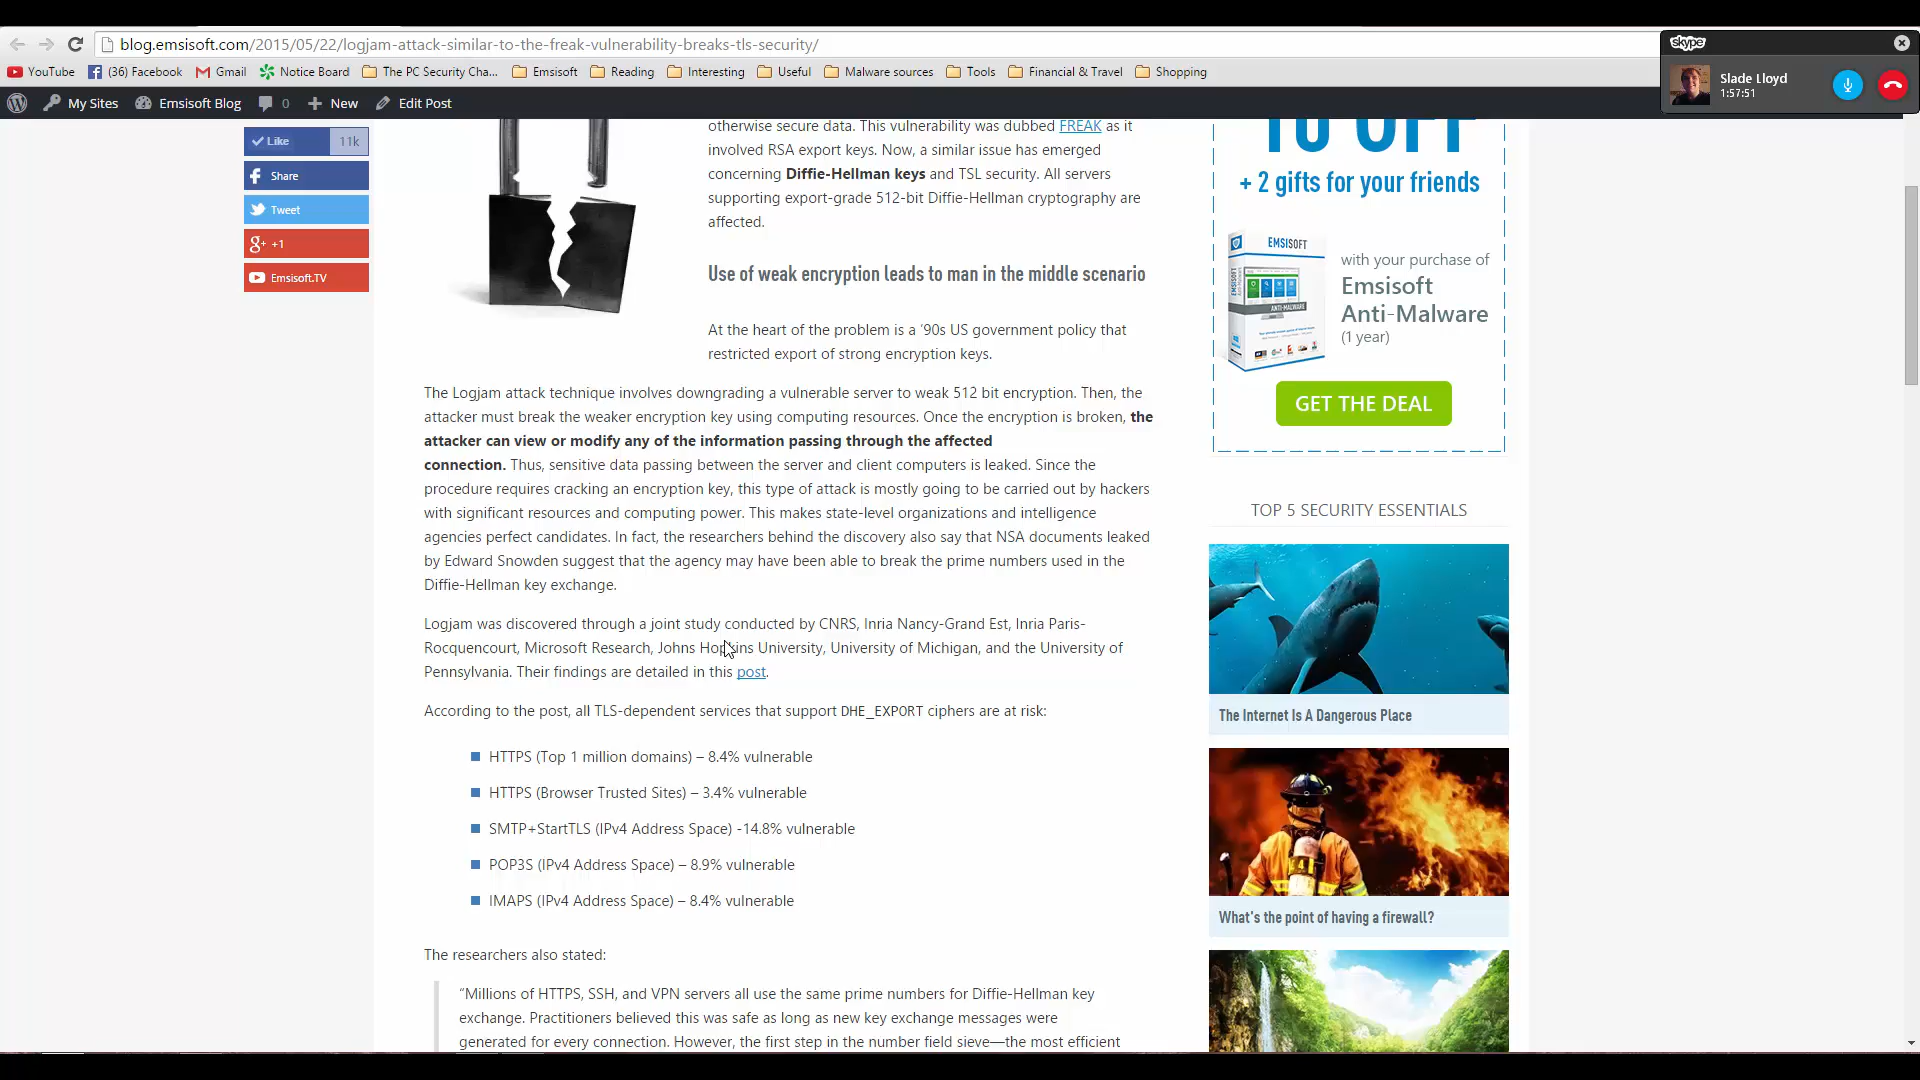 blog.emsisoft.com/2015/05/22/logjam-attack-similar-to-the-freak-vulnerability-breaks-tls-security/
YouTube
(36) Facebook
Gmail
Notice Board
The PC Security Cha...
Emsisoft
Reading
Interesting
Useful
Malware sources
Tools
Financial & Travel
Shopping
skype
Slade Lloyd
1:57:51
My Sites
Emsisoft Blog
0
New
Edit Post
Like
11k
Share
Tweet
+1
Emsisoft.TV
otherwise secure data. This vulnerability was dubbed FREAK as it
involved RSA export keys. Now, a similar issue has emerged
concerning Diffie-Hellman keys and TSL security. All servers
supporting export-grade 512-bit Diffie-Hellman cryptography are
affected.
Use of weak encryption leads to man in the middle scenario
At the heart of the problem is a ’90s US government policy that
restricted export of strong encryption keys.
The Logjam attack technique involves downgrading a vulnerable server to weak 512 bit encryption. Then, the
attacker must break the weaker encryption key using computing resources. Once the encryption is broken, the
attacker can view or modify any of the information passing through the affected
connection. Thus, sensitive data passing between the server and client computers is leaked. Since the
procedure requires cracking an encryption key, this type of attack is mostly going to be carried out by hackers
with significant resources and computing power. This makes state-level organizations and intelligence
agencies perfect candidates. In fact, the researchers behind the discovery also say that NSA documents leaked
by Edward Snowden suggest that the agency may have been able to break the prime numbers used in the
Diffie-Hellman key exchange.
Logjam was discovered through a joint study conducted by CNRS, Inria Nancy-Grand Est, Inria Paris-
Rocquencourt, Microsoft Research, Johns Hopkins University, University of Michigan, and the University of
Pennsylvania. Their findings are detailed in this post.
According to the post, all TLS-dependent services that support DHE_EXPORT ciphers are at risk:
HTTPS (Top 1 million domains) – 8.4% vulnerable
HTTPS (Browser Trusted Sites) – 3.4% vulnerable
SMTP+StartTLS (IPv4 Address Space) -14.8% vulnerable
POP3S (IPv4 Address Space) – 8.9% vulnerable
IMAPS (IPv4 Address Space) – 8.4% vulnerable
The researchers also stated:
“Millions of HTTPS, SSH, and VPN servers all use the same prime numbers for Diffie-Hellman key
exchange. Practitioners believed this was safe as long as new key exchange messages were
generated for every connection. However, the first step in the number field sieve—the most efficient
10 OFF
+ 2 gifts for your friends
EMSISOFT
ANTI-MALWARE
with your purchase of
Emsisoft
Anti-Malware
(1 year)
GET THE DEAL
TOP 5 SECURITY ESSENTIALS
The Internet Is A Dangerous Place
What's the point of having a firewall?